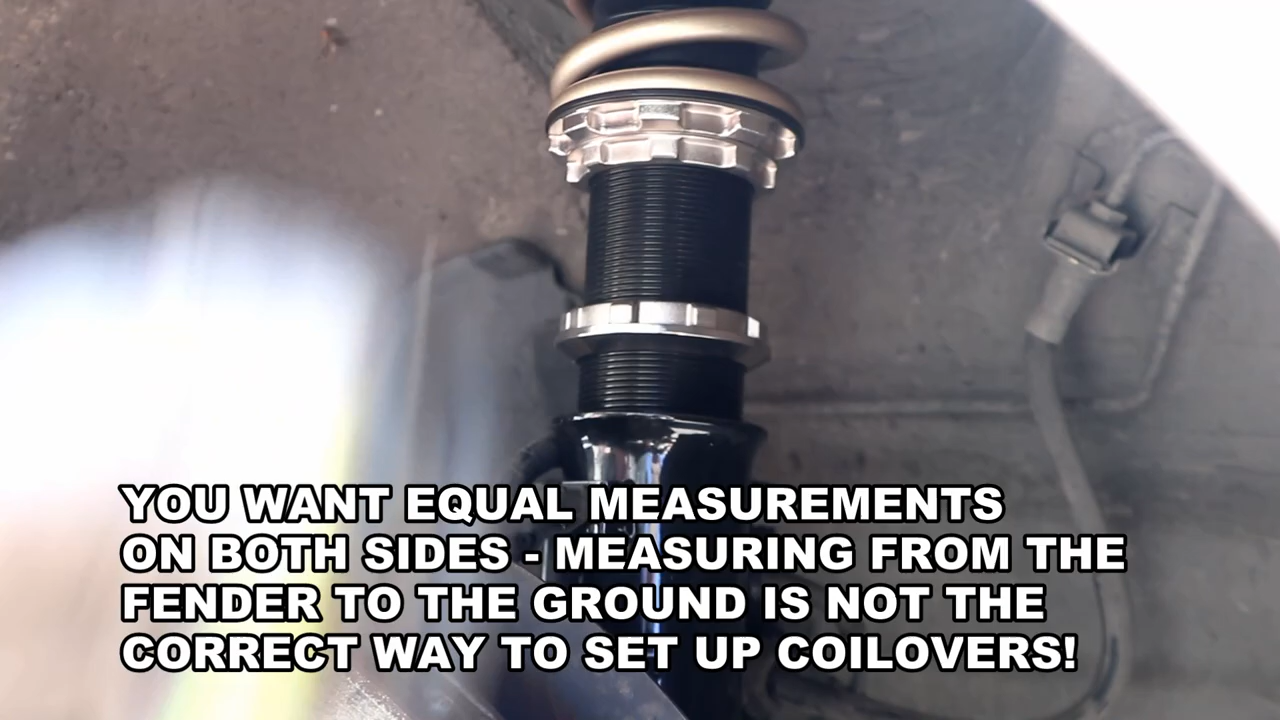 YOU WANT EQUAL MEASUREMENTS
ON BOTH SIDES - MEASURING FROM THE
FENDER TO THE GROUND IS NOT THE
CORRECT WAY TO SET UP COILOVERS!